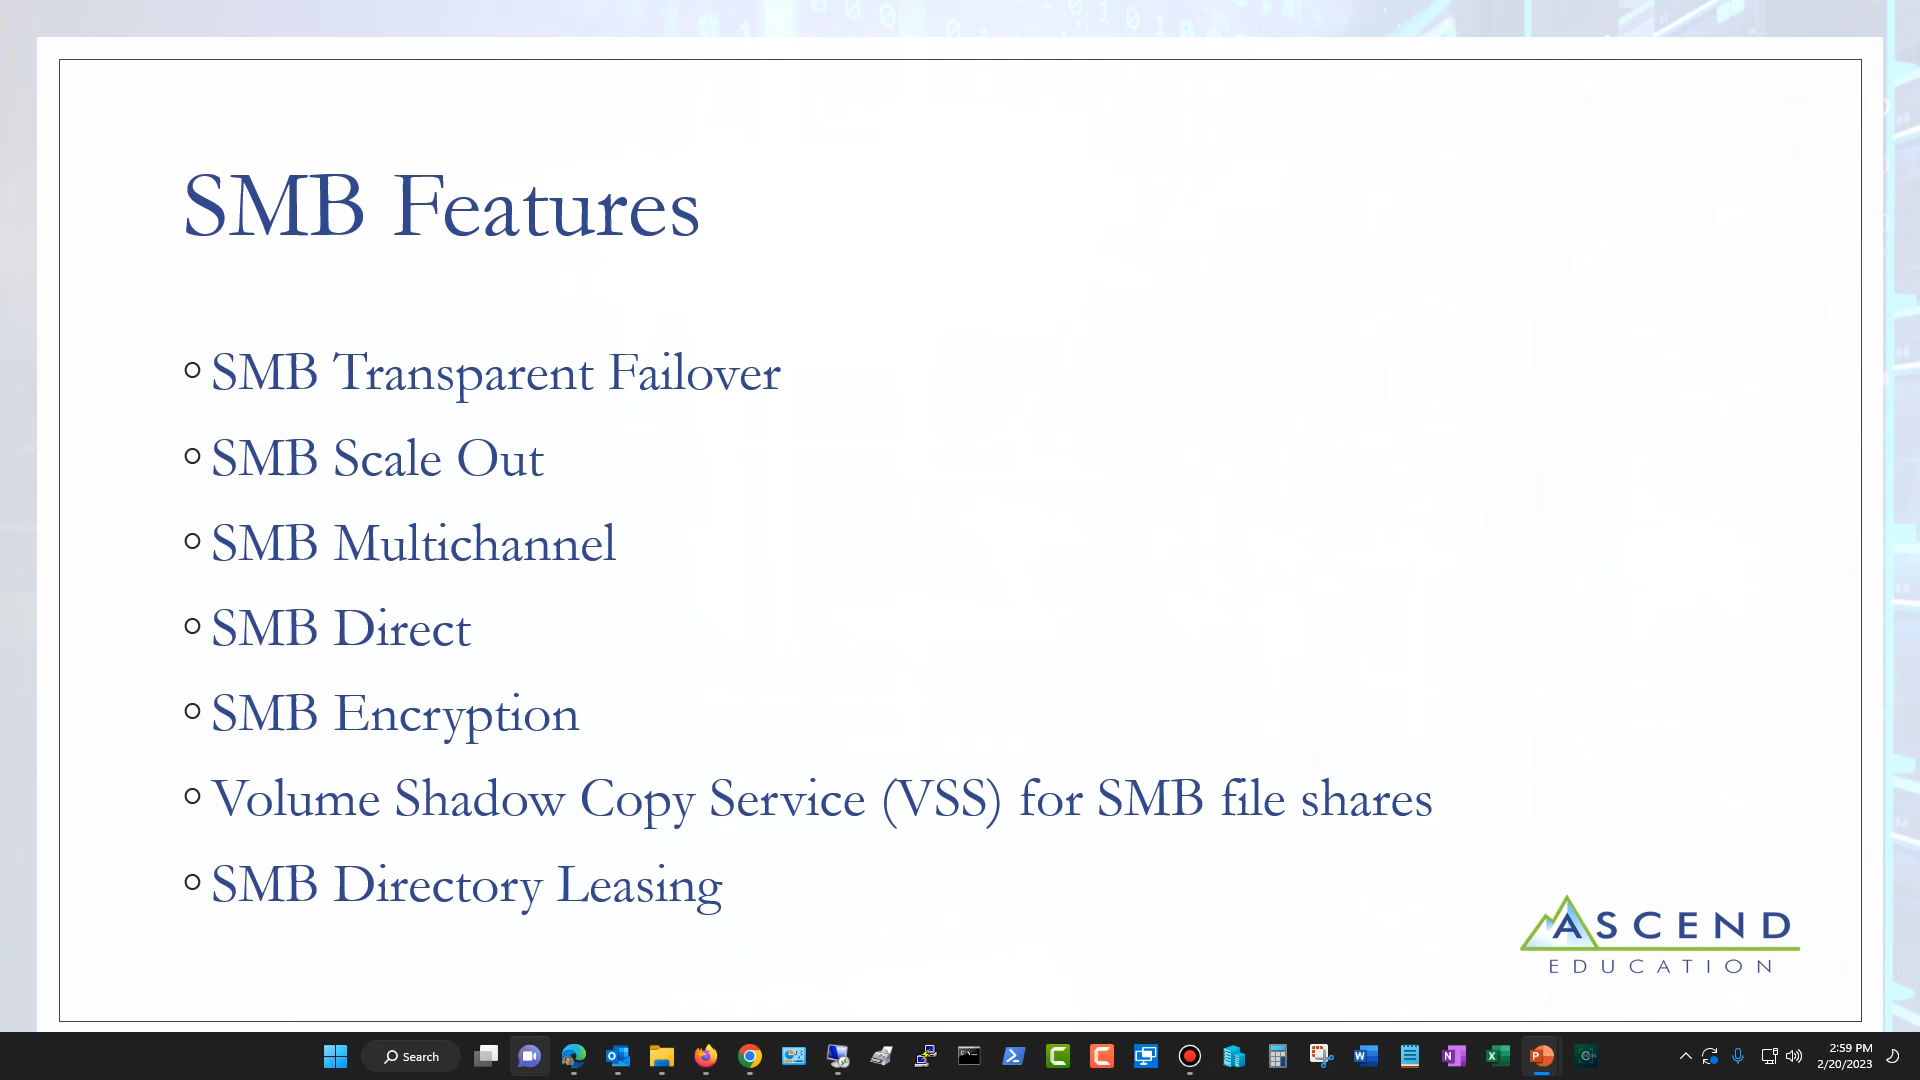 SMB Features
SMB Transparent Failover
SMB Scale Out
SMB Multichannel
SMB Direct
SMB Encryption
Volume Shadow Copy Service (VSS) for SMB file shares
SMB Directory Leasing
ASCEND
EDUCATION
Search
2:59 PM
2/20/2023